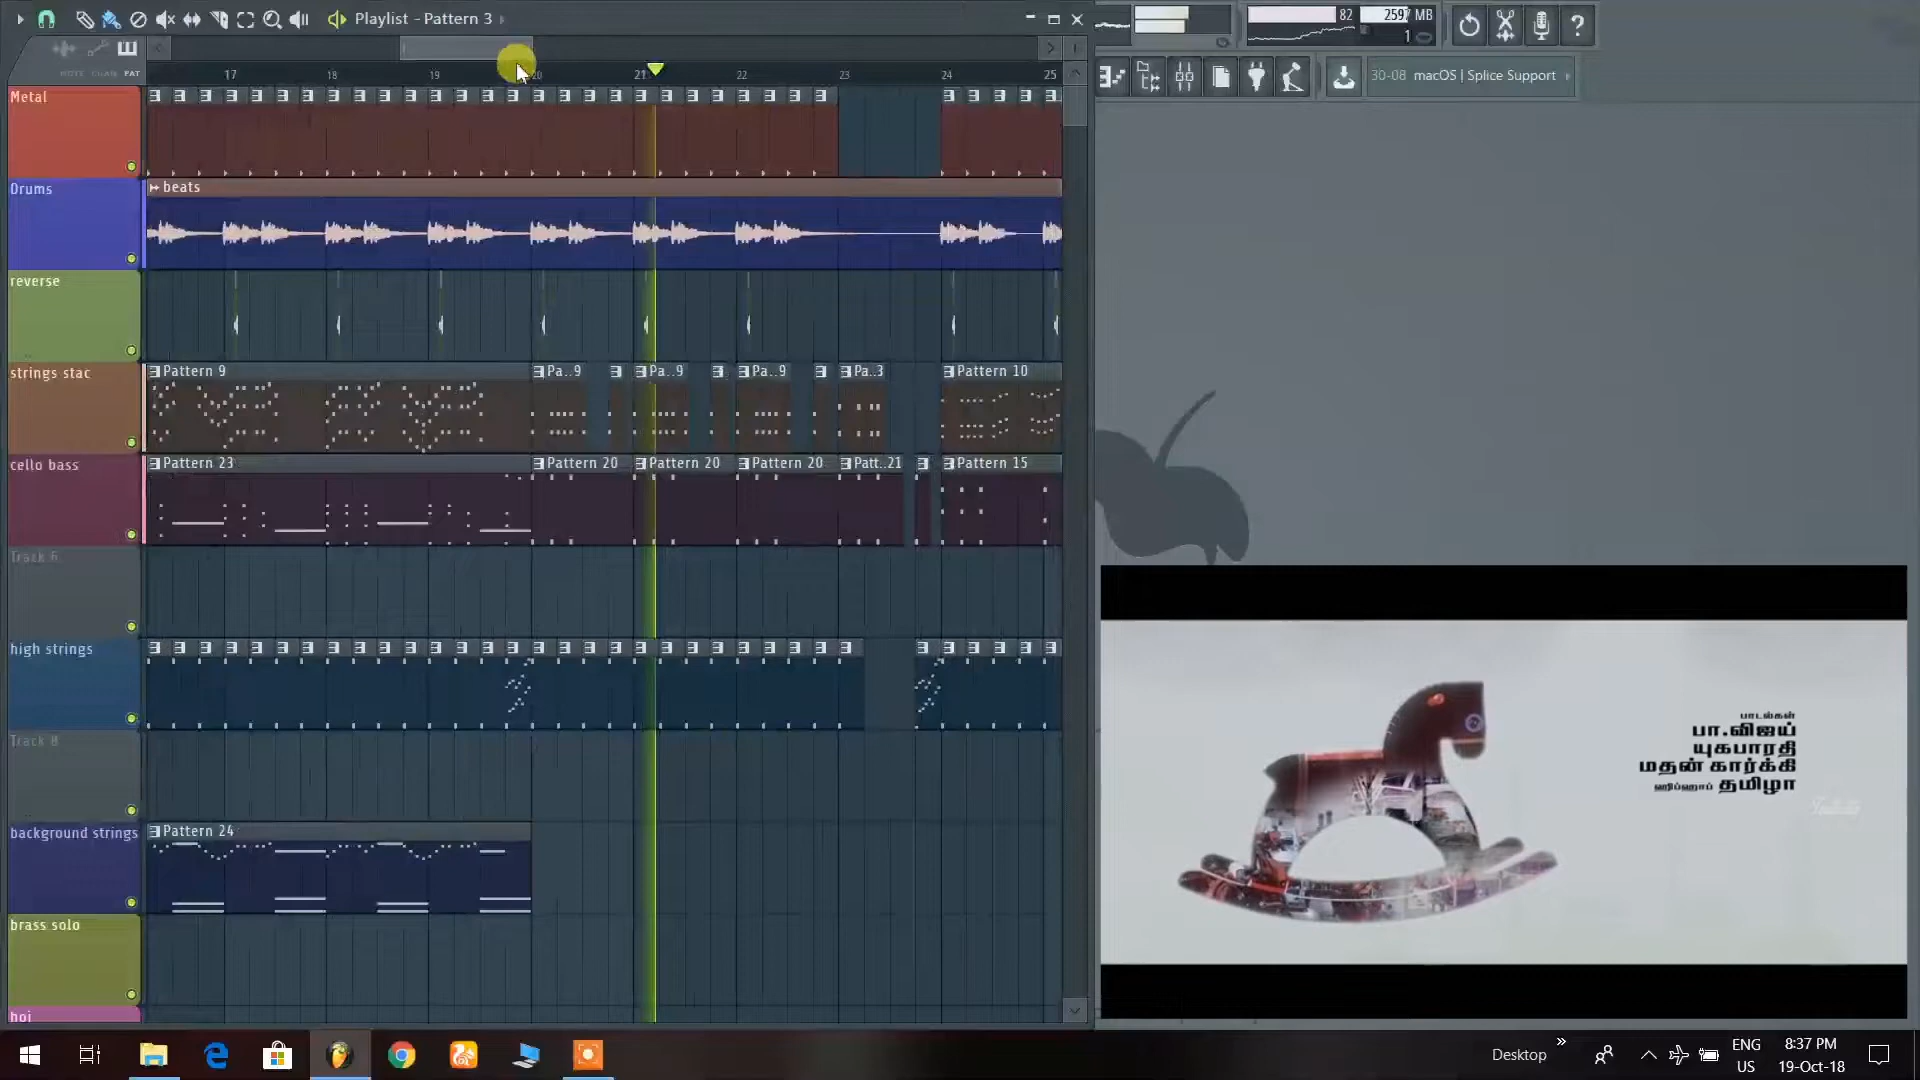 Playlist - Pattern 3
82
2597 MB
1
30-08 macOS | Splice Support
NOTE CHAN PAT
17 18 19 20 21 22 23 24 25
Metal
Drums
beats
reverse
strings stac
Pattern 9
Pa..9
Pa..9
Pa..9
Pa..3
Pattern 10
cello bass
Pattern 23
Pattern 20
Pattern 20
Pattern 20
Patt..21
Pattern 15
Track 6
high strings
Track 8
background strings
Pattern 24
brass solo
hoi
பாடல்கள்
பா.விஜய்
யுகபாரதி
மதன் கார்க்கி
ஹிப்ஹாப் தமிழா
Desktop
ENG
US
8:37 PM
19-Oct-18